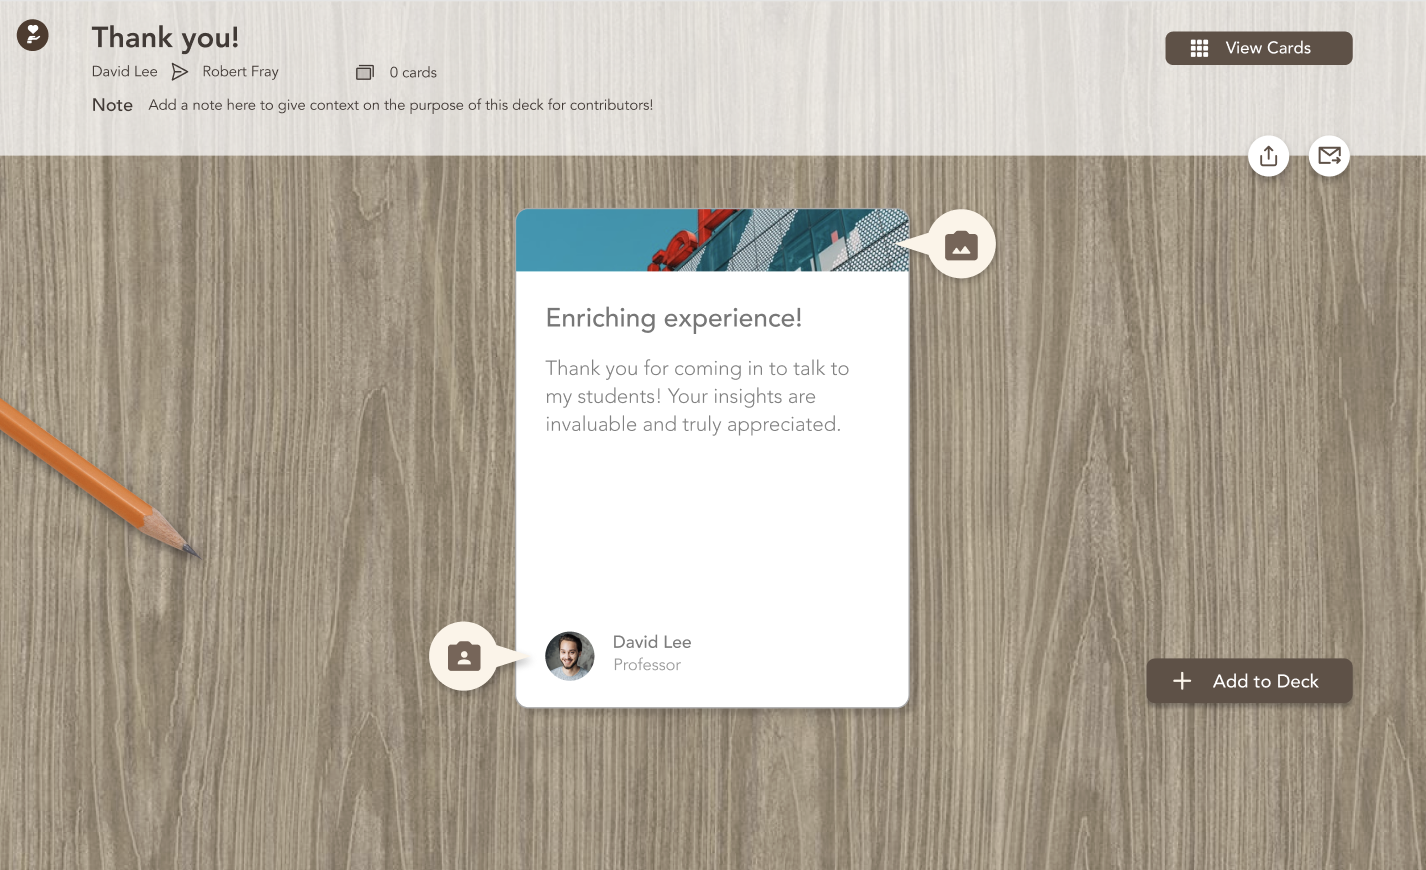 Thank you!
David Lee Robert Fray 0 cards
Note Add a note here to give context on the purpose of this deck for contributors!
View Cards
Enriching experience!
Thank you for coming in to talk to
my students! Your insights are
invaluable and truly appreciated.
David Lee
Professor
Add to Deck